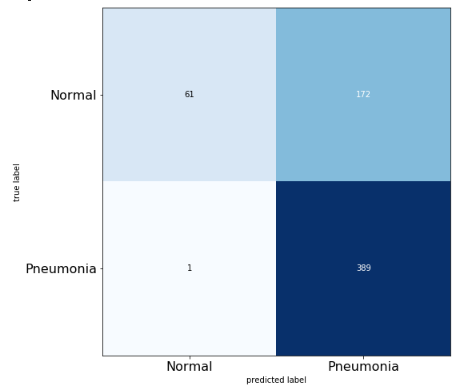 Normal
61
172
true label
Pneumonia
1
389
Normal
Pneumonia
predicted label